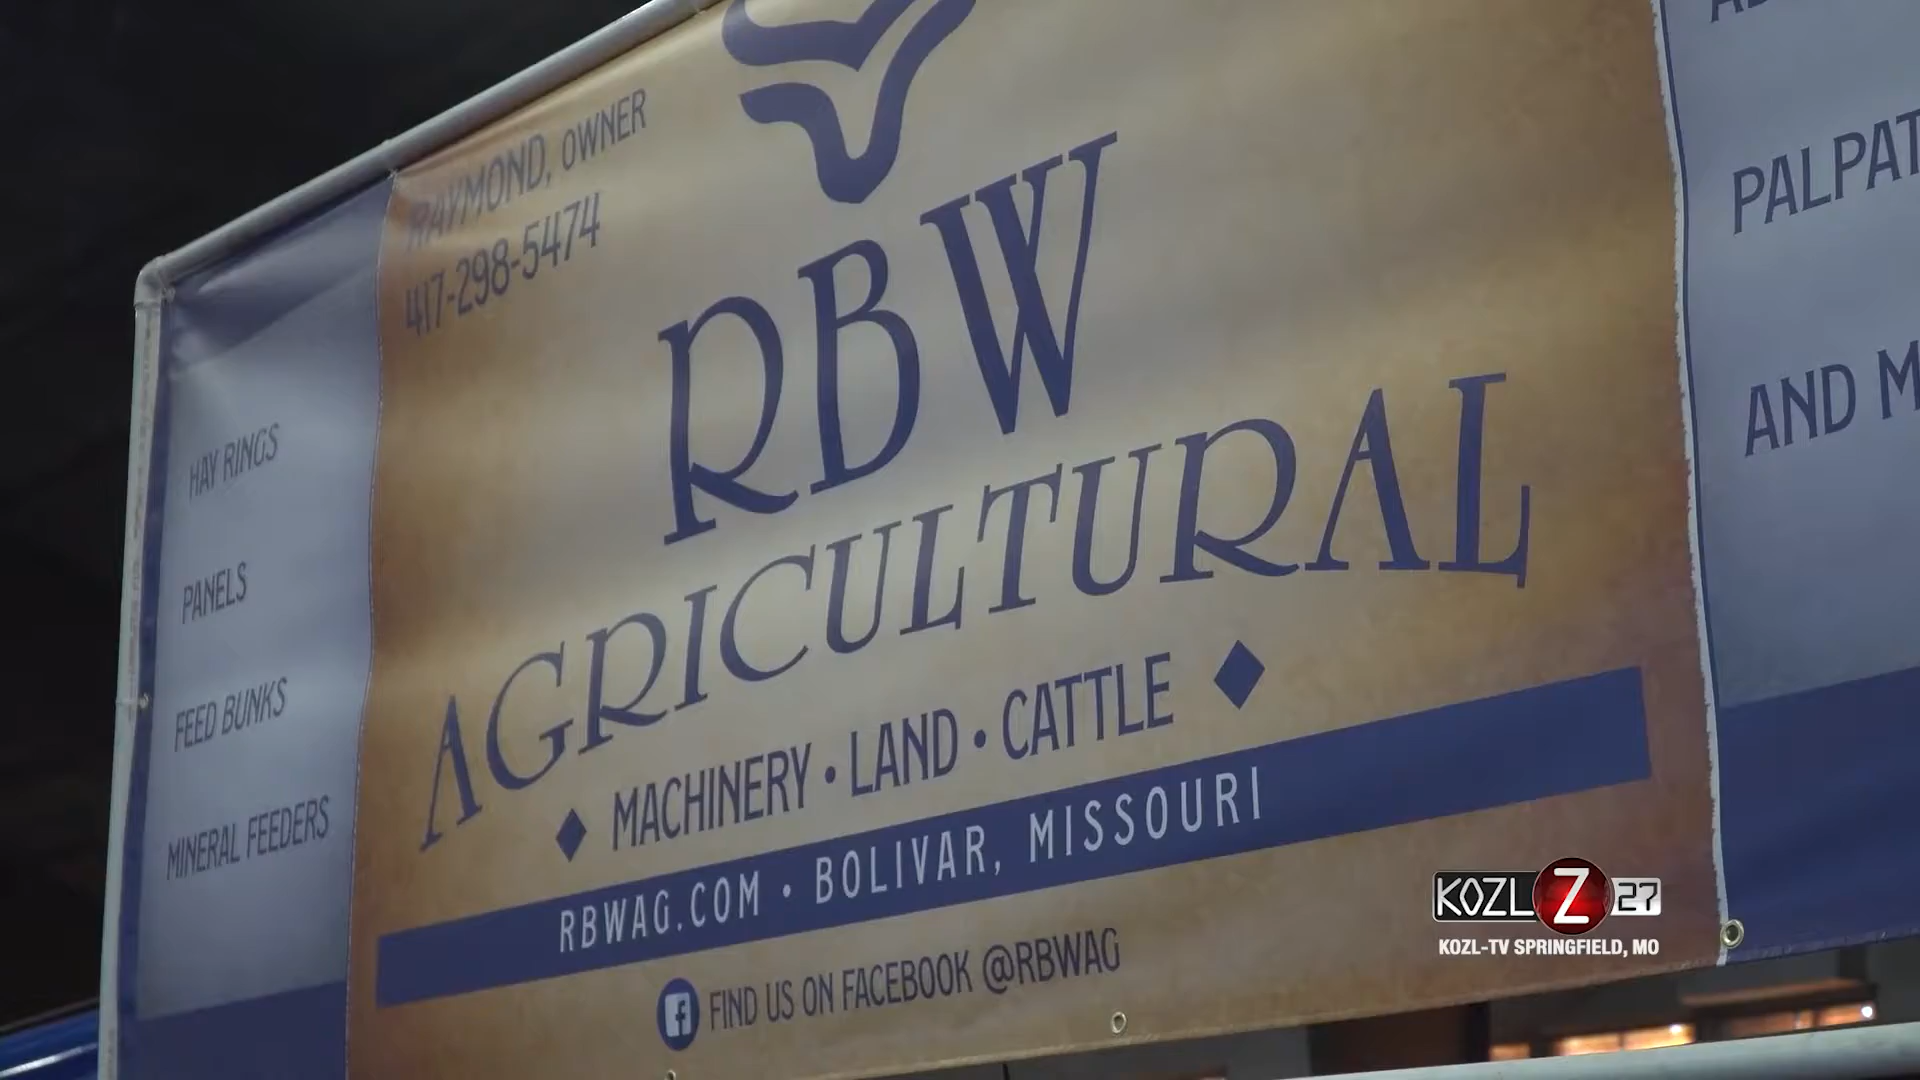 RAYMOND, OWNER
417-298-5474
RBW
AGRICULTURAL
MACHINERY • LAND • CATTLE
RBWAG.COM • BOLIVAR, MISSOURI
FIND US ON FACEBOOK @RBWAG
HAY RINGS
PANELS
FEED BUNKS
MINERAL FEEDERS
PALPAT
AND M
KOZL Z 27
KOZL-TV SPRINGFIELD, MO